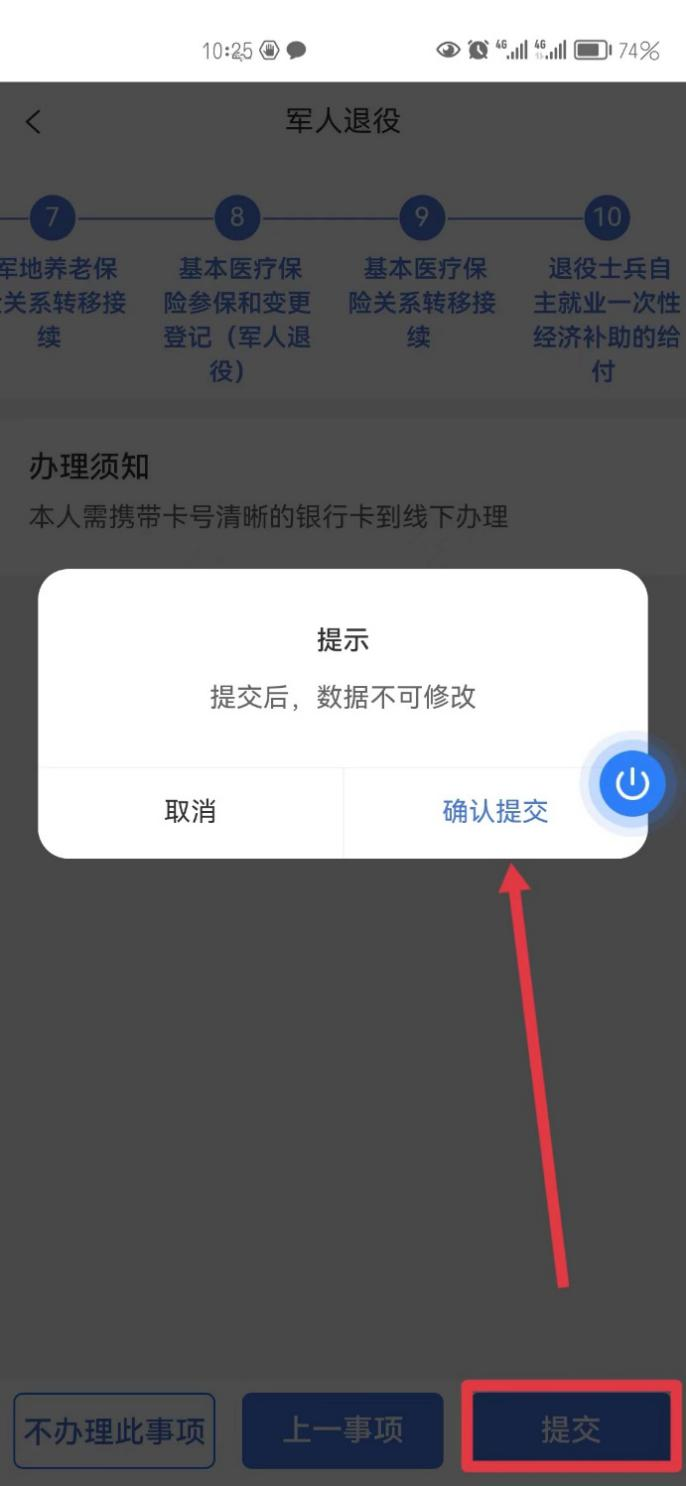 10:25
4G
4G
74%
军人退役
7
8
9
10
军地养老保
关系转移接
续
基本医疗保
险参保和变更
登记（军人退
役）
基本医疗保
险关系转移接
续
退役士兵自
主就业一次性
经济补助的给
付
办理须知
本人需携带卡号清晰的银行卡到线下办理
提示
提交后，数据不可修改
取消
确认提交
不办理此事项
上一事项
提交